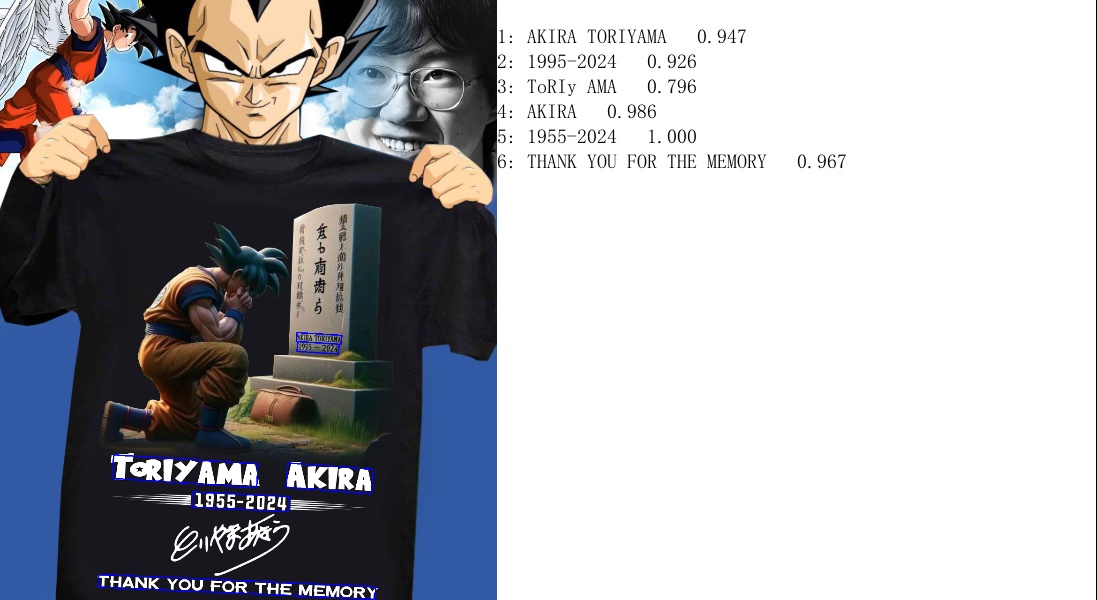 AKIRA TORIYAMA
1955 - 2024
TORIYAMA AKIRA
1955-2024
THANK YOU FOR THE MEMORY
1: AKIRA TORIYAMA 0.947
2: 1995-2024 0.926
3: ToRIy AMA 0.796
4: AKIRA 0.986
5: 1955-2024 1.000
6: THANK YOU FOR THE MEMORY 0.967